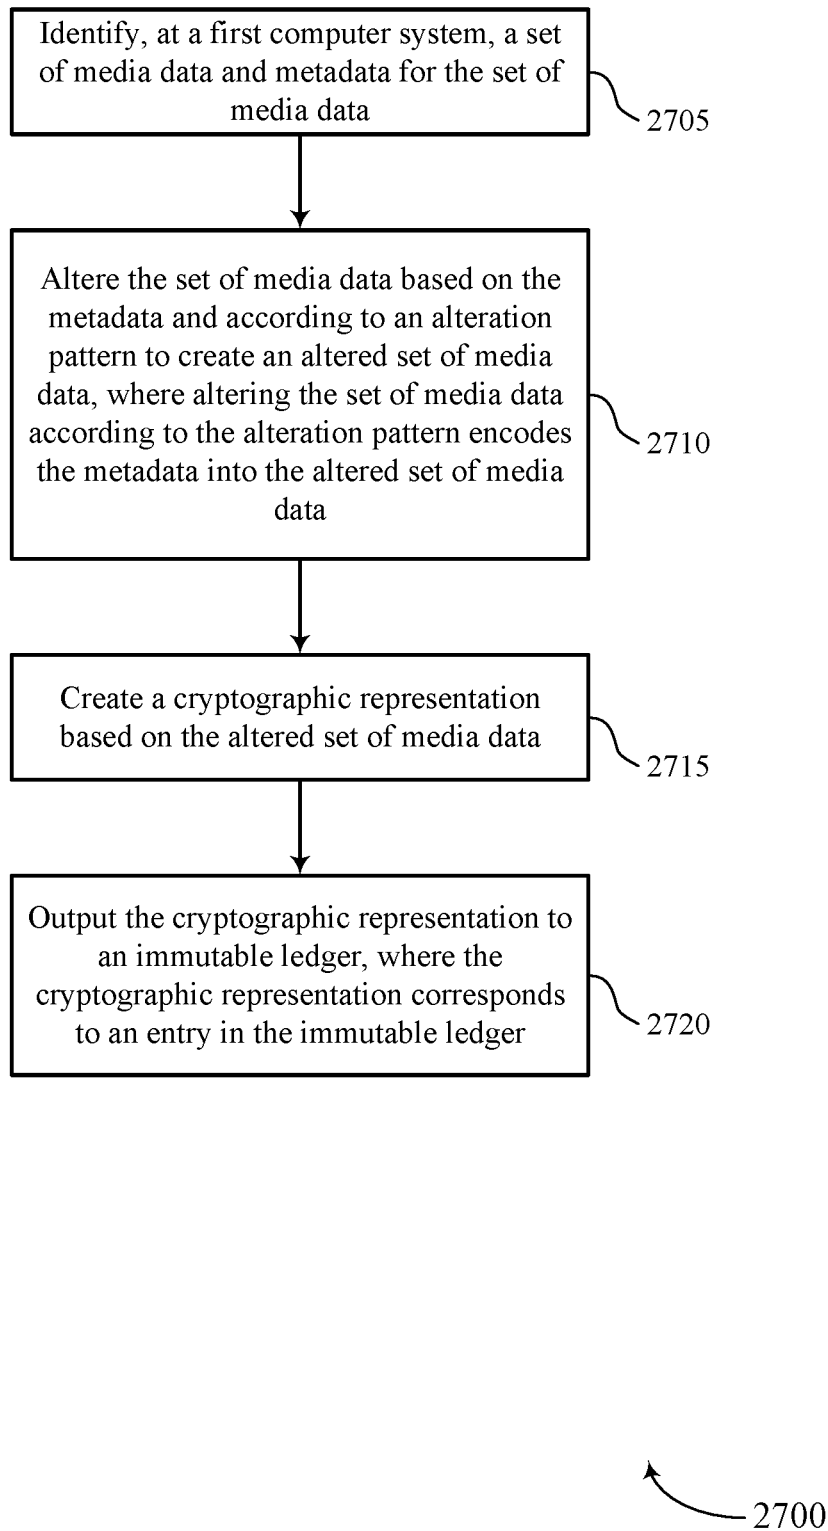 Identify, at a first computer system, a set
of media data and metadata for the set of
media data
2705
Altere the set of media data based on the
metadata and according to an alteration
pattern to create an altered set of media
data, where altering the set of media data
according to the alteration pattern encodes
the metadata into the altered set of media
data
2710
Create a cryptographic representation
based on the altered set of media data
2715
Output the cryptographic representation to
an immutable ledger, where the
cryptographic representation corresponds
to an entry in the immutable ledger
2720
2700